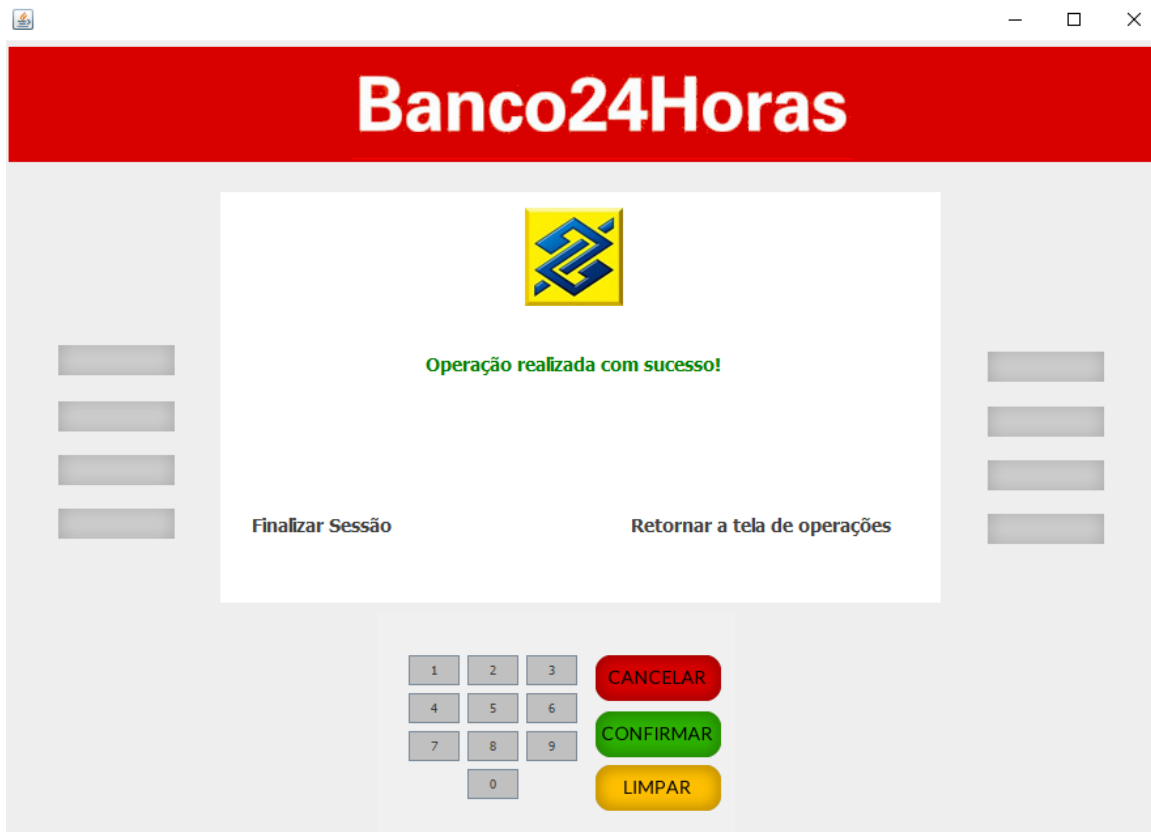 Banco24Horas
Operação realizada com sucesso!
Finalizar Sessão
Retornar a tela de operações
1 2 3
CANCELAR
4 5 6
CONFIRMAR
7 8 9
0
LIMPAR